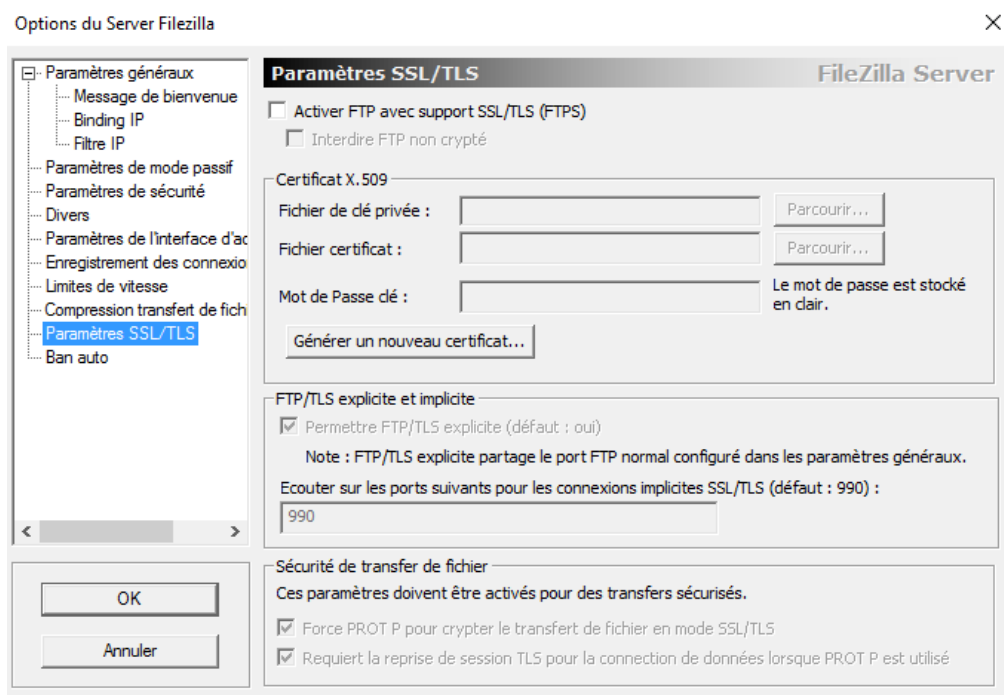 Options du Server Filezilla
Paramètres généraux
Message de bienvenue
Binding IP
Filtre IP
Paramètres de mode passif
Paramètres de sécurité
Divers
Paramètres de l'interface d'ac
Enregistrement des connexio
Limites de vitesse
Compression transfert de fich
Paramètres SSL/TLS
Ban auto
OK
Annuler
Paramètres SSL/TLS FileZilla Server
Activer FTP avec support SSL/TLS (FTPS)
Interdire FTP non crypté
Certificat X.509
Fichier de clé privée : Parcourir...
Fichier certificat : Parcourir...
Mot de Passe clé : Le mot de passe est stocké
en clair.
Générer un nouveau certificat...
FTP/TLS explicite et implicite
Permettre FTP/TLS explicite (défaut : oui)
Note : FTP/TLS explicite partage le port FTP normal configuré dans les paramètres généraux.
Ecouter sur les ports suivants pour les connexions implicites SSL/TLS (défaut : 990) :
990
Sécurité de transfer de fichier
Ces paramètres doivent être activés pour des transfers sécurisés.
Force PROT P pour crypter le transfert de fichier en mode SSL/TLS
Requiert la reprise de session TLS pour la connection de données lorsque PROT P est utilisé